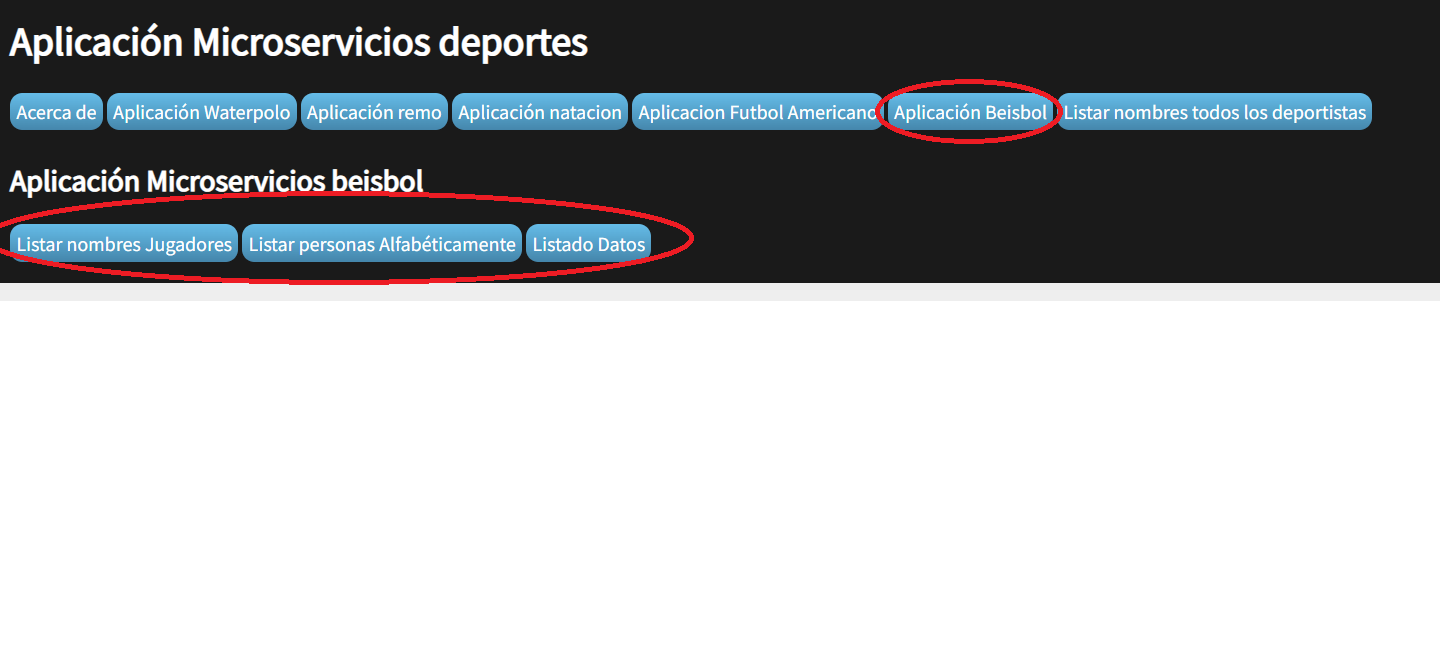 Aplicación Microservicios deportes
Acerca de Aplicación Waterpolo Aplicación remo Aplicación natacion Aplicacion Futbol Americano Aplicación Beisbol Listar nombres todos los deportistas
Aplicación Microservicios beisbol
Listar nombres Jugadores Listar personas Alfabéticamente Listado Datos